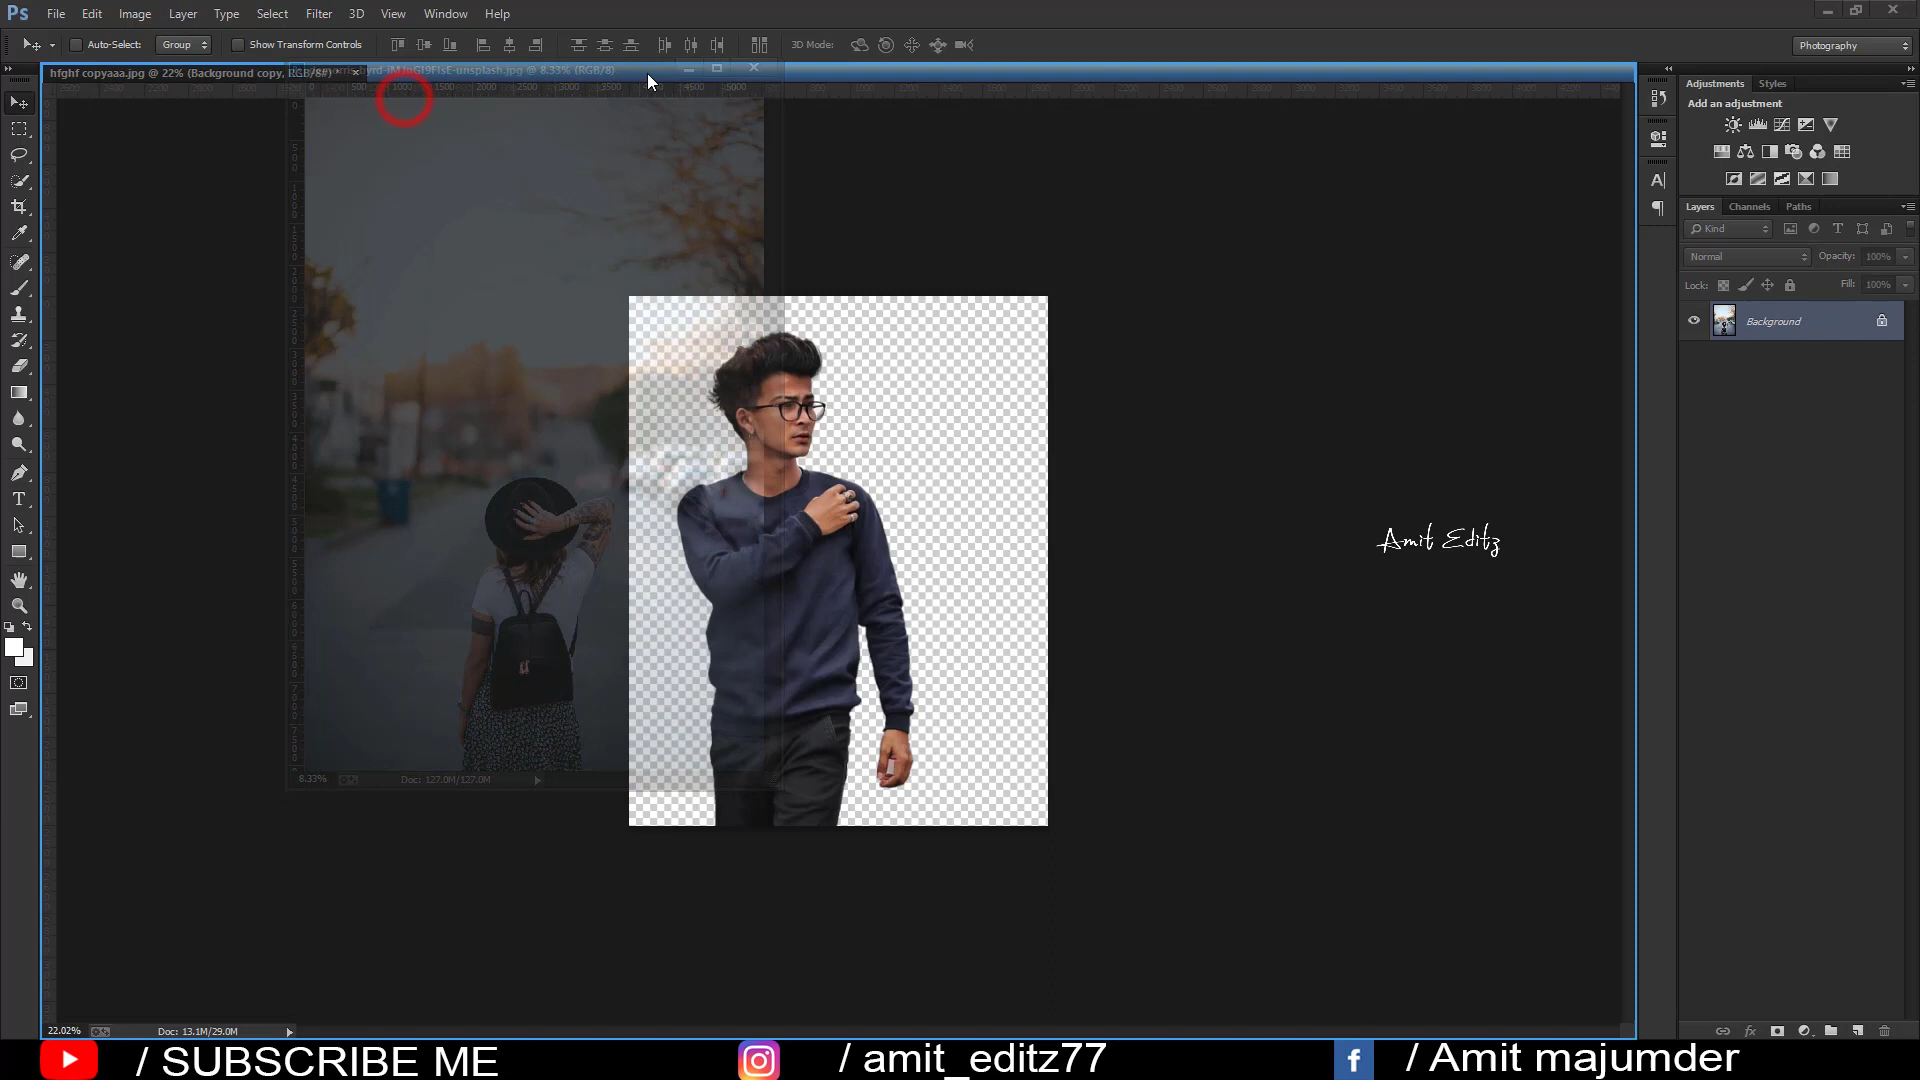 Ps File Edit Image Layer Type Select Filter 3D View Window Help
Auto-Select: Group Show Transform Controls 3D Mode: Photography
hfghf copyaaa.jpg @ 22% (Background copy, RGB/8#) *
-unsplash.jpg @ 8.33% (RGB/8)
Adjustments Styles
Add an adjustment
Layers Channels Paths
Kind
Normal Opacity: 100%
Lock: Fill: 100%
Background
Amit Editz
8.33% Doc: 127.0M/127.0M
22.02% Doc: 13.1M/29.0M
/ SUBSCRIBE ME / amit_editz77 / Amit majumder